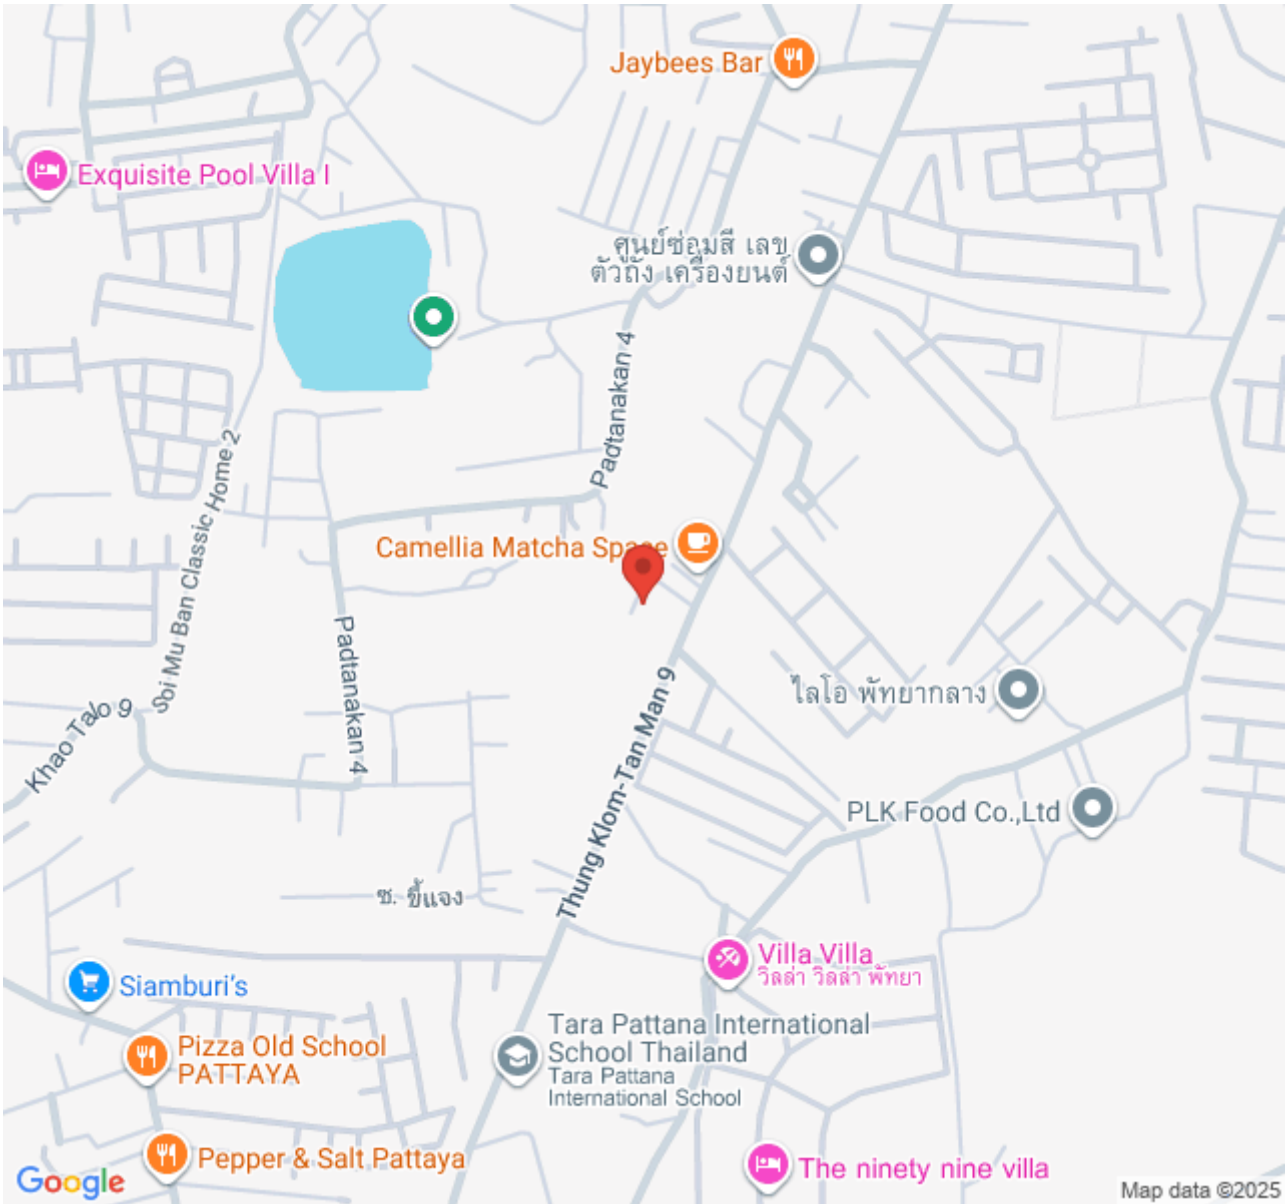 Jaybees Bar
Exquisite Pool Villa I
ศูนย์ซ่อมสี เลข
ตัวถัง เครื่องยนต์
Padtanakan 4
Soi Mu Ban Classic Home 2
Camellia Matcha Space
Padtanakan 4
Khao Talo 9
Thung Klom-Tan Man 9
ไลโอ พัทยากลาง
PLK Food Co.,Ltd
ซ. ขี้แจง
Villa Villa
วิลล่า วิลล่า พัทยา
Siamburi's
Tara Pattana International
School Thailand
Tara Pattana
International School
Pizza Old School
PATTAYA
Pepper & Salt Pattaya
The ninety nine villa
Google
Map data ©2025